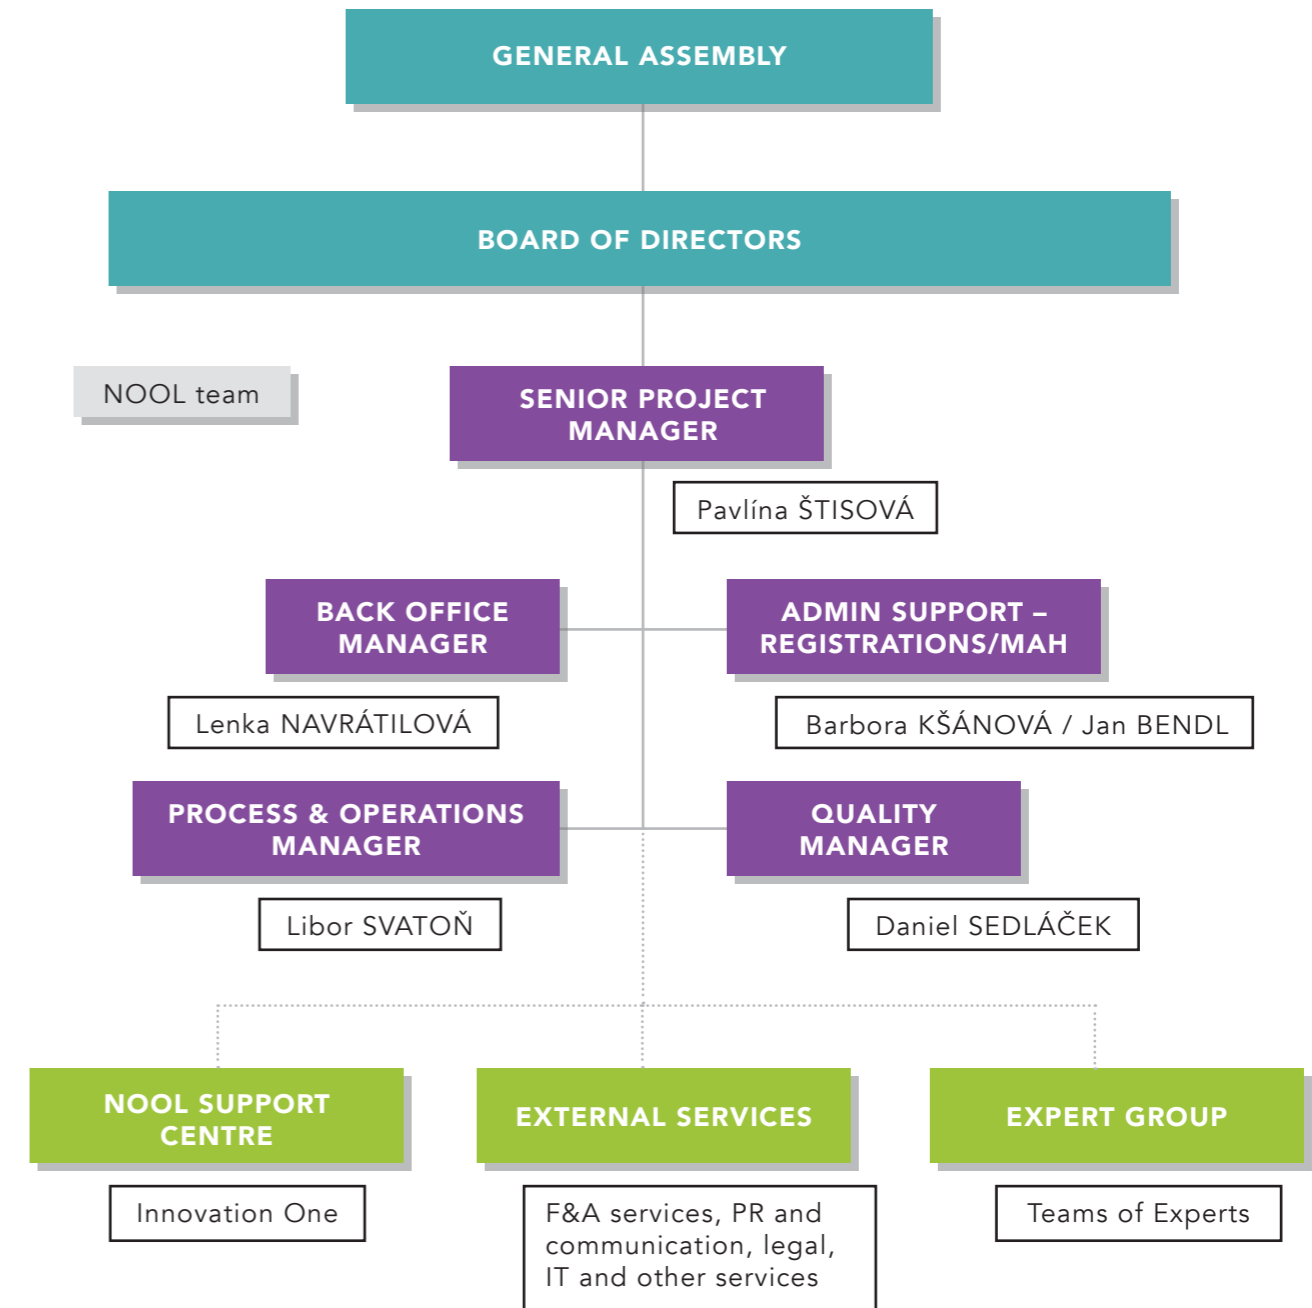 GENERAL ASSEMBLY
BOARD OF DIRECTORS
NOOL team
SENIOR PROJECT
MANAGER
Pavlína ŠTISOVÁ
BACK OFFICE
MANAGER
ADMIN SUPPORT –
REGISTRATIONS/MAH
Lenka NAVRÁTILOVÁ
Barbora KŠÁNOVÁ / Jan BENDL
PROCESS & OPERATIONS
MANAGER
QUALITY
MANAGER
Libor SVATOŇ
Daniel SEDLÁČEK
NOOL SUPPORT
CENTRE
EXTERNAL SERVICES
EXPERT GROUP
Innovation One
F&A services, PR and
communication, legal,
IT and other services
Teams of Experts